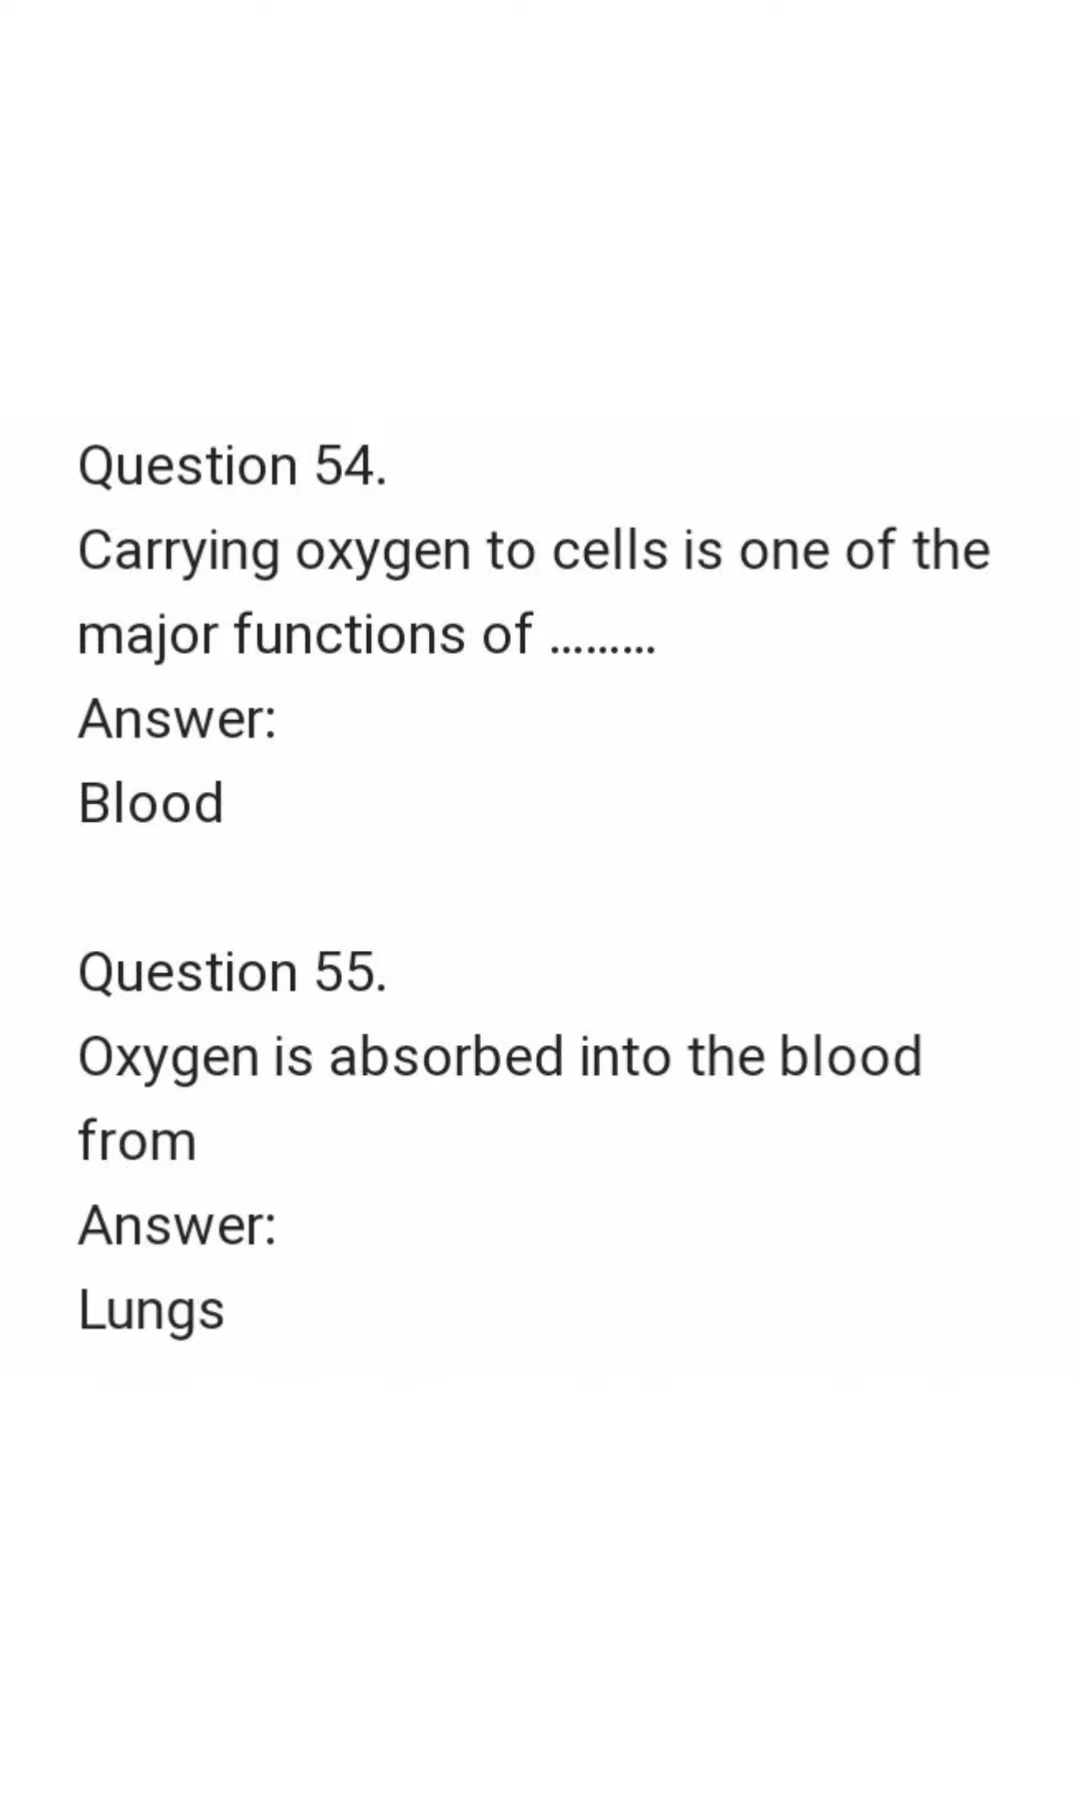 Question 54.
Carrying oxygen to cells is one of the
major functions of .........
Answer:
Blood
Question 55.
Oxygen is absorbed into the blood
from
Answer:
Lungs